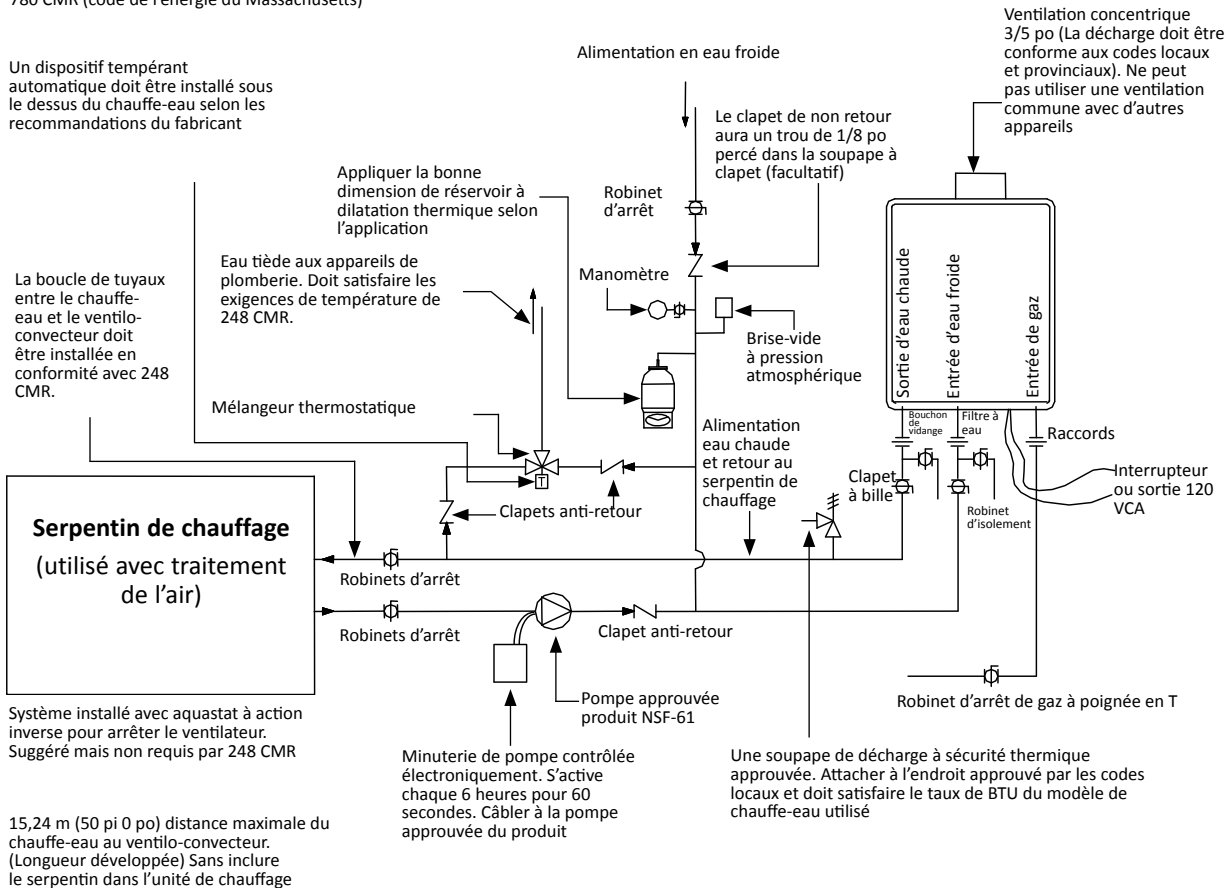 780 CMR (code de l'énergie du Massachusetts)
Un dispositif tempérant
automatique doit être installé sous
le dessus du chauffe-eau selon les
recommandations du fabricant
Alimentation en eau froide
Ventilation concentrique
3/5 po (La décharge doit être
conforme aux codes locaux
et provinciaux). Ne peut
pas utiliser une ventilation
commune avec d'autres
appareils
Le clapet de non retour
aura un trou de 1/8 po
percé dans la soupape à
clapet (facultatif)
Appliquer la bonne
dimension de réservoir à
dilatation thermique selon
l'application
Robinet
d'arrêt
Eau tiède aux appareils de
plomberie. Doit satisfaire les
exigences de température de
248 CMR.
Manomètre
La boucle de tuyaux
entre le chauffe-
eau et le ventilo-
convecteur doit
être installée en
conformité avec 248
CMR.
Brise-vide
à pression
atmosphérique
Sortie d'eau chaude
Entrée d'eau froide
Entrée de gaz
Mélangeur thermostatique
Bouchon
de
vidange
Filtre à
eau
Raccords
Alimentation
eau chaude
et retour au
serpentin de
chauffage
Clapet
à bille
Interrupteur
ou sortie 120
VCA
Robinet
d'isolement
T
Clapets anti-retour
Serpentin de chauffage
(utilisé avec traitement
de l'air)
Robinets d'arrêt
Robinets d'arrêt
Clapet anti-retour
Pompe approuvée
produit NSF-61
Robinet d'arrêt de gaz à poignée en T
Système installé avec aquastat à action
inverse pour arrêter le ventilateur.
Suggéré mais non requis par 248 CMR
Minuterie de pompe contrôlée
électroniquement. S'active
chaque 6 heures pour 60
secondes. Câbler à la pompe
approuvée du produit
Une soupape de décharge à sécurité thermique
approuvée. Attacher à l'endroit approuvé par les codes
locaux et doit satisfaire le taux de BTU du modèle de
chauffe-eau utilisé
15,24 m (50 pi 0 po) distance maximale du
chauffe-eau au ventilo-convecteur.
(Longueur développée) Sans inclure
le serpentin dans l'unité de chauffage